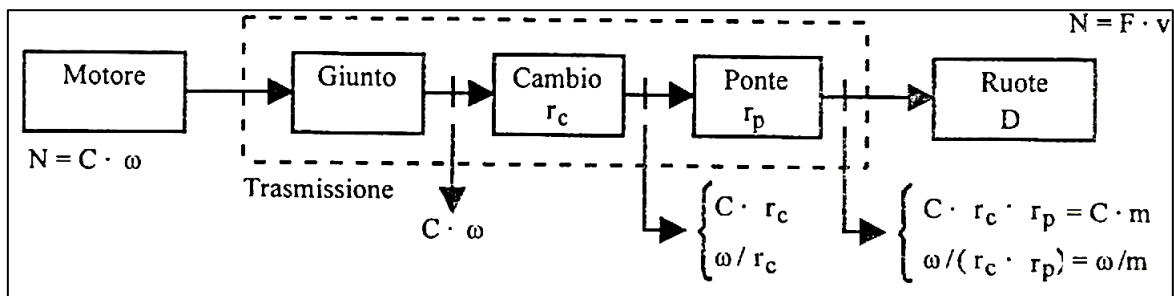 N = F · v
Motore
Giunto
Cambio
r_c
Ponte
r_p
Ruote
D
N = C · ω
Trasmissione
C · ω
C · r_c
ω / r_c
C · r_c · r_p = C · m
ω /( r_c · r_p) = ω/m